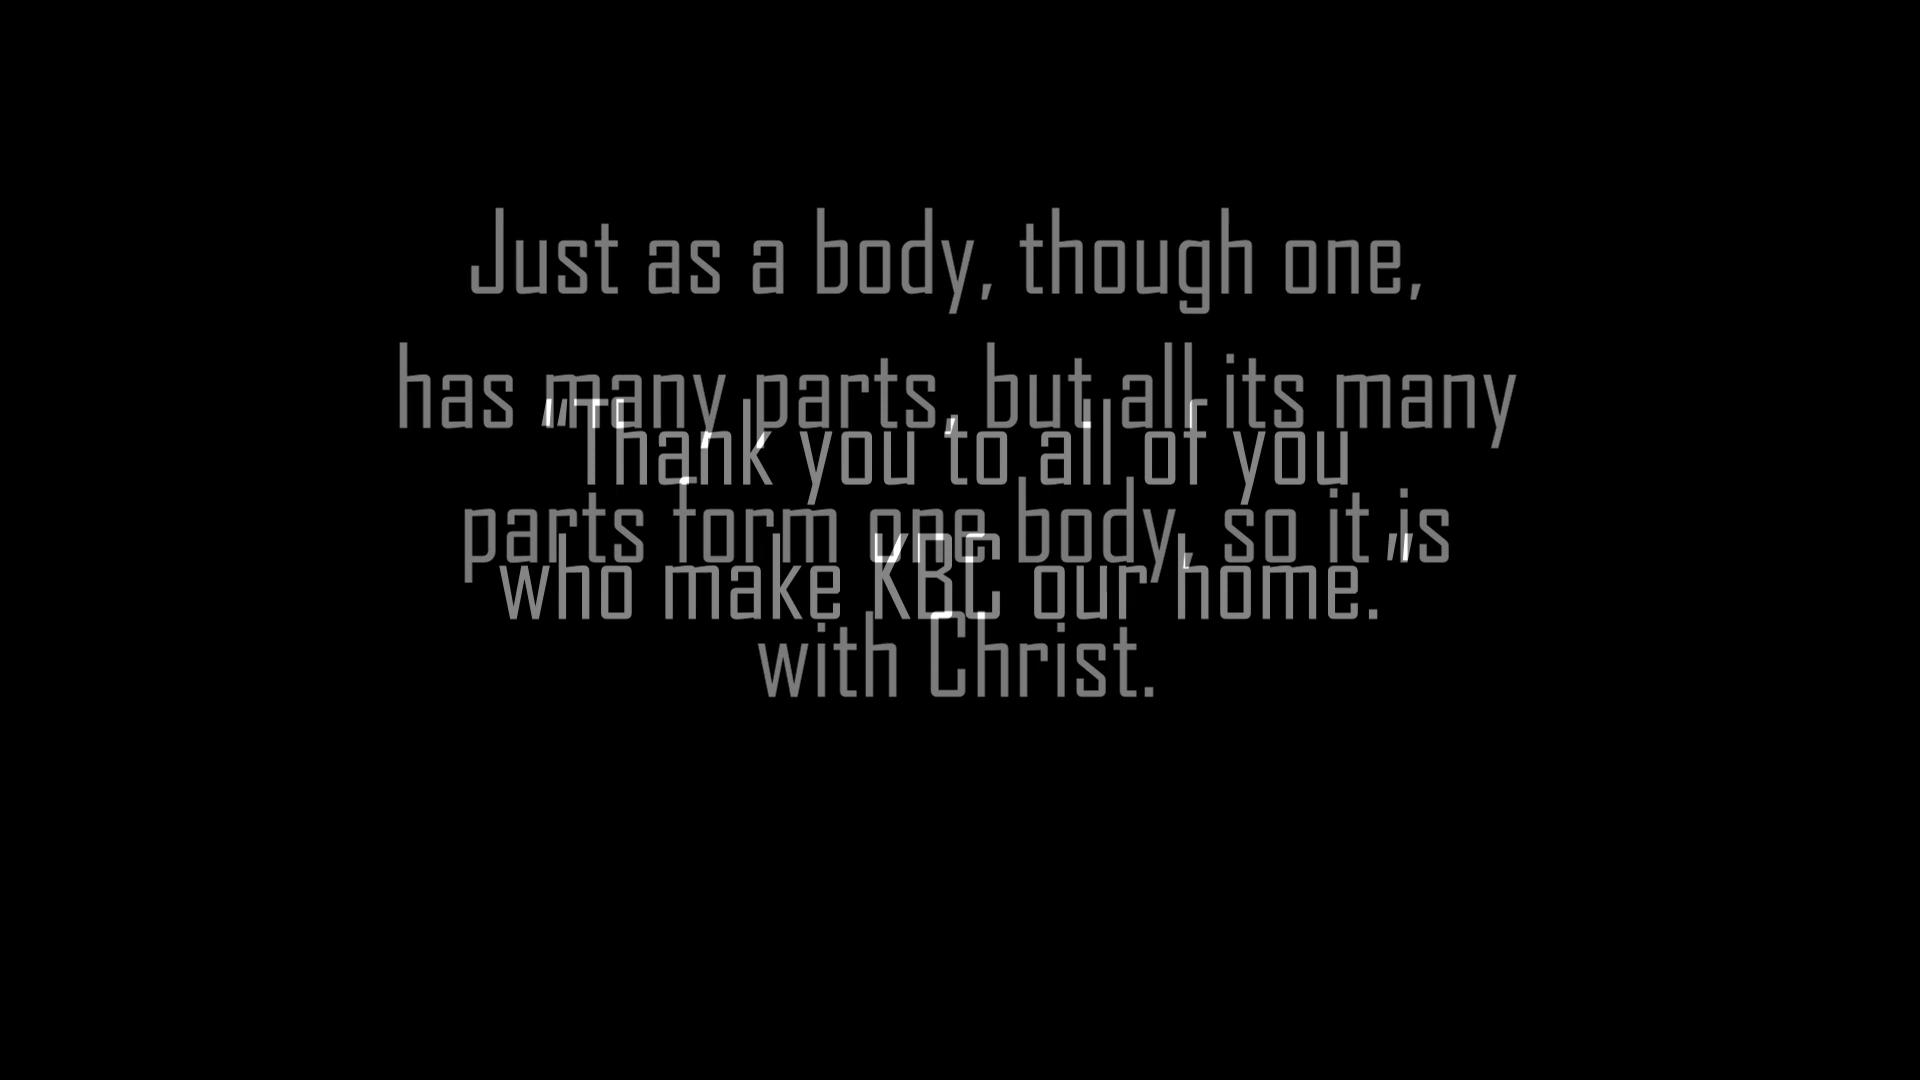 Just as a body, though one,
has many parts, but all its many
parts form one body, so it is
with Christ.
"Thank you to all of you
who make KBC our home."